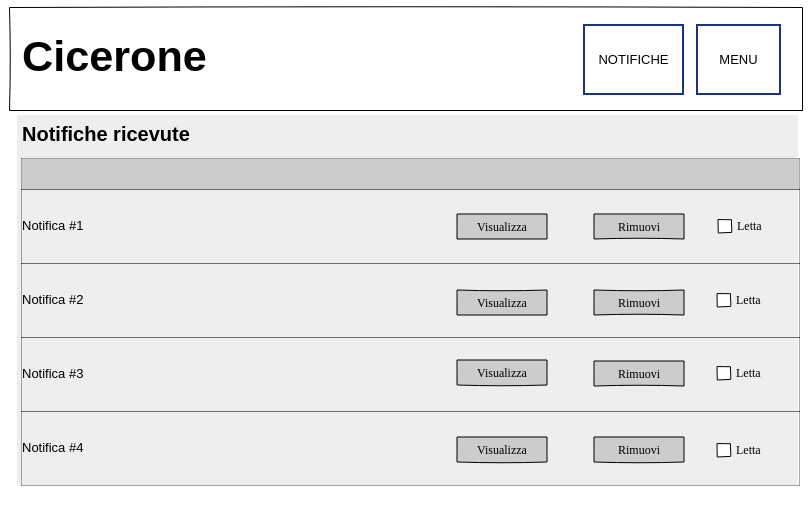 Cicerone
NOTIFICHE
MENU
Notifiche ricevute
Notifica #1
Visualizza
Rimuovi
Letta
Notifica #2
Visualizza
Rimuovi
Letta
Notifica #3
Visualizza
Rimuovi
Letta
Notifica #4
Visualizza
Rimuovi
Letta